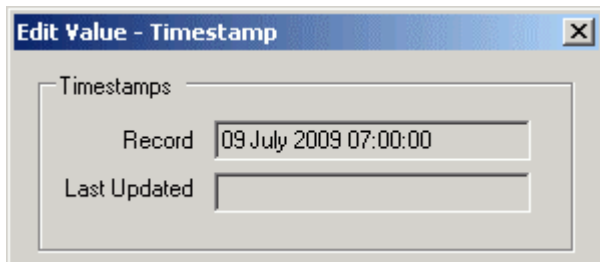 Edit Value - Timestamp
Timestamps
Record 09 July 2009 07:00:00
Last Updated